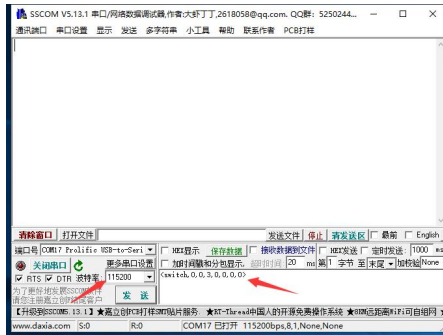 SSCOM V5.13.1 串口/网络数据调试器,作者:大虾丁丁,2618058@qq.com. QQ群: 5250244...
通讯端口 串口设置 显示 发送 多字符串 小工具 帮助 联系作者 PCB打样
清除窗口 打开文件 发送文件 停止 清发送区 最前 English
端口号 COM17 Prolific USB-to-Seri HEX显示 保存数据 接收数据到文件 HEX发送 定时发送: 1000 ms
关闭串口 更多串口设置 加时间戳和分包显示. 超时时间 20 ms 第1 字节 至 末尾 加校验 None
RTS DTR 波特率: 115200 (switch,0,0,3,0,0,0,0)
为了更好地发展SSCOM软件
请您注册嘉立创F结尾客户 发 送
【升级到SSCOM5.13.1】★嘉立创PCB打样SMT贴片服务 ★RT-Thread中国人的开源免费操作系统 ★8KM远距离WiFi可自组网
www.daxia.com S:0 R:0 COM17 已打开 115200bps,8,1,None,None